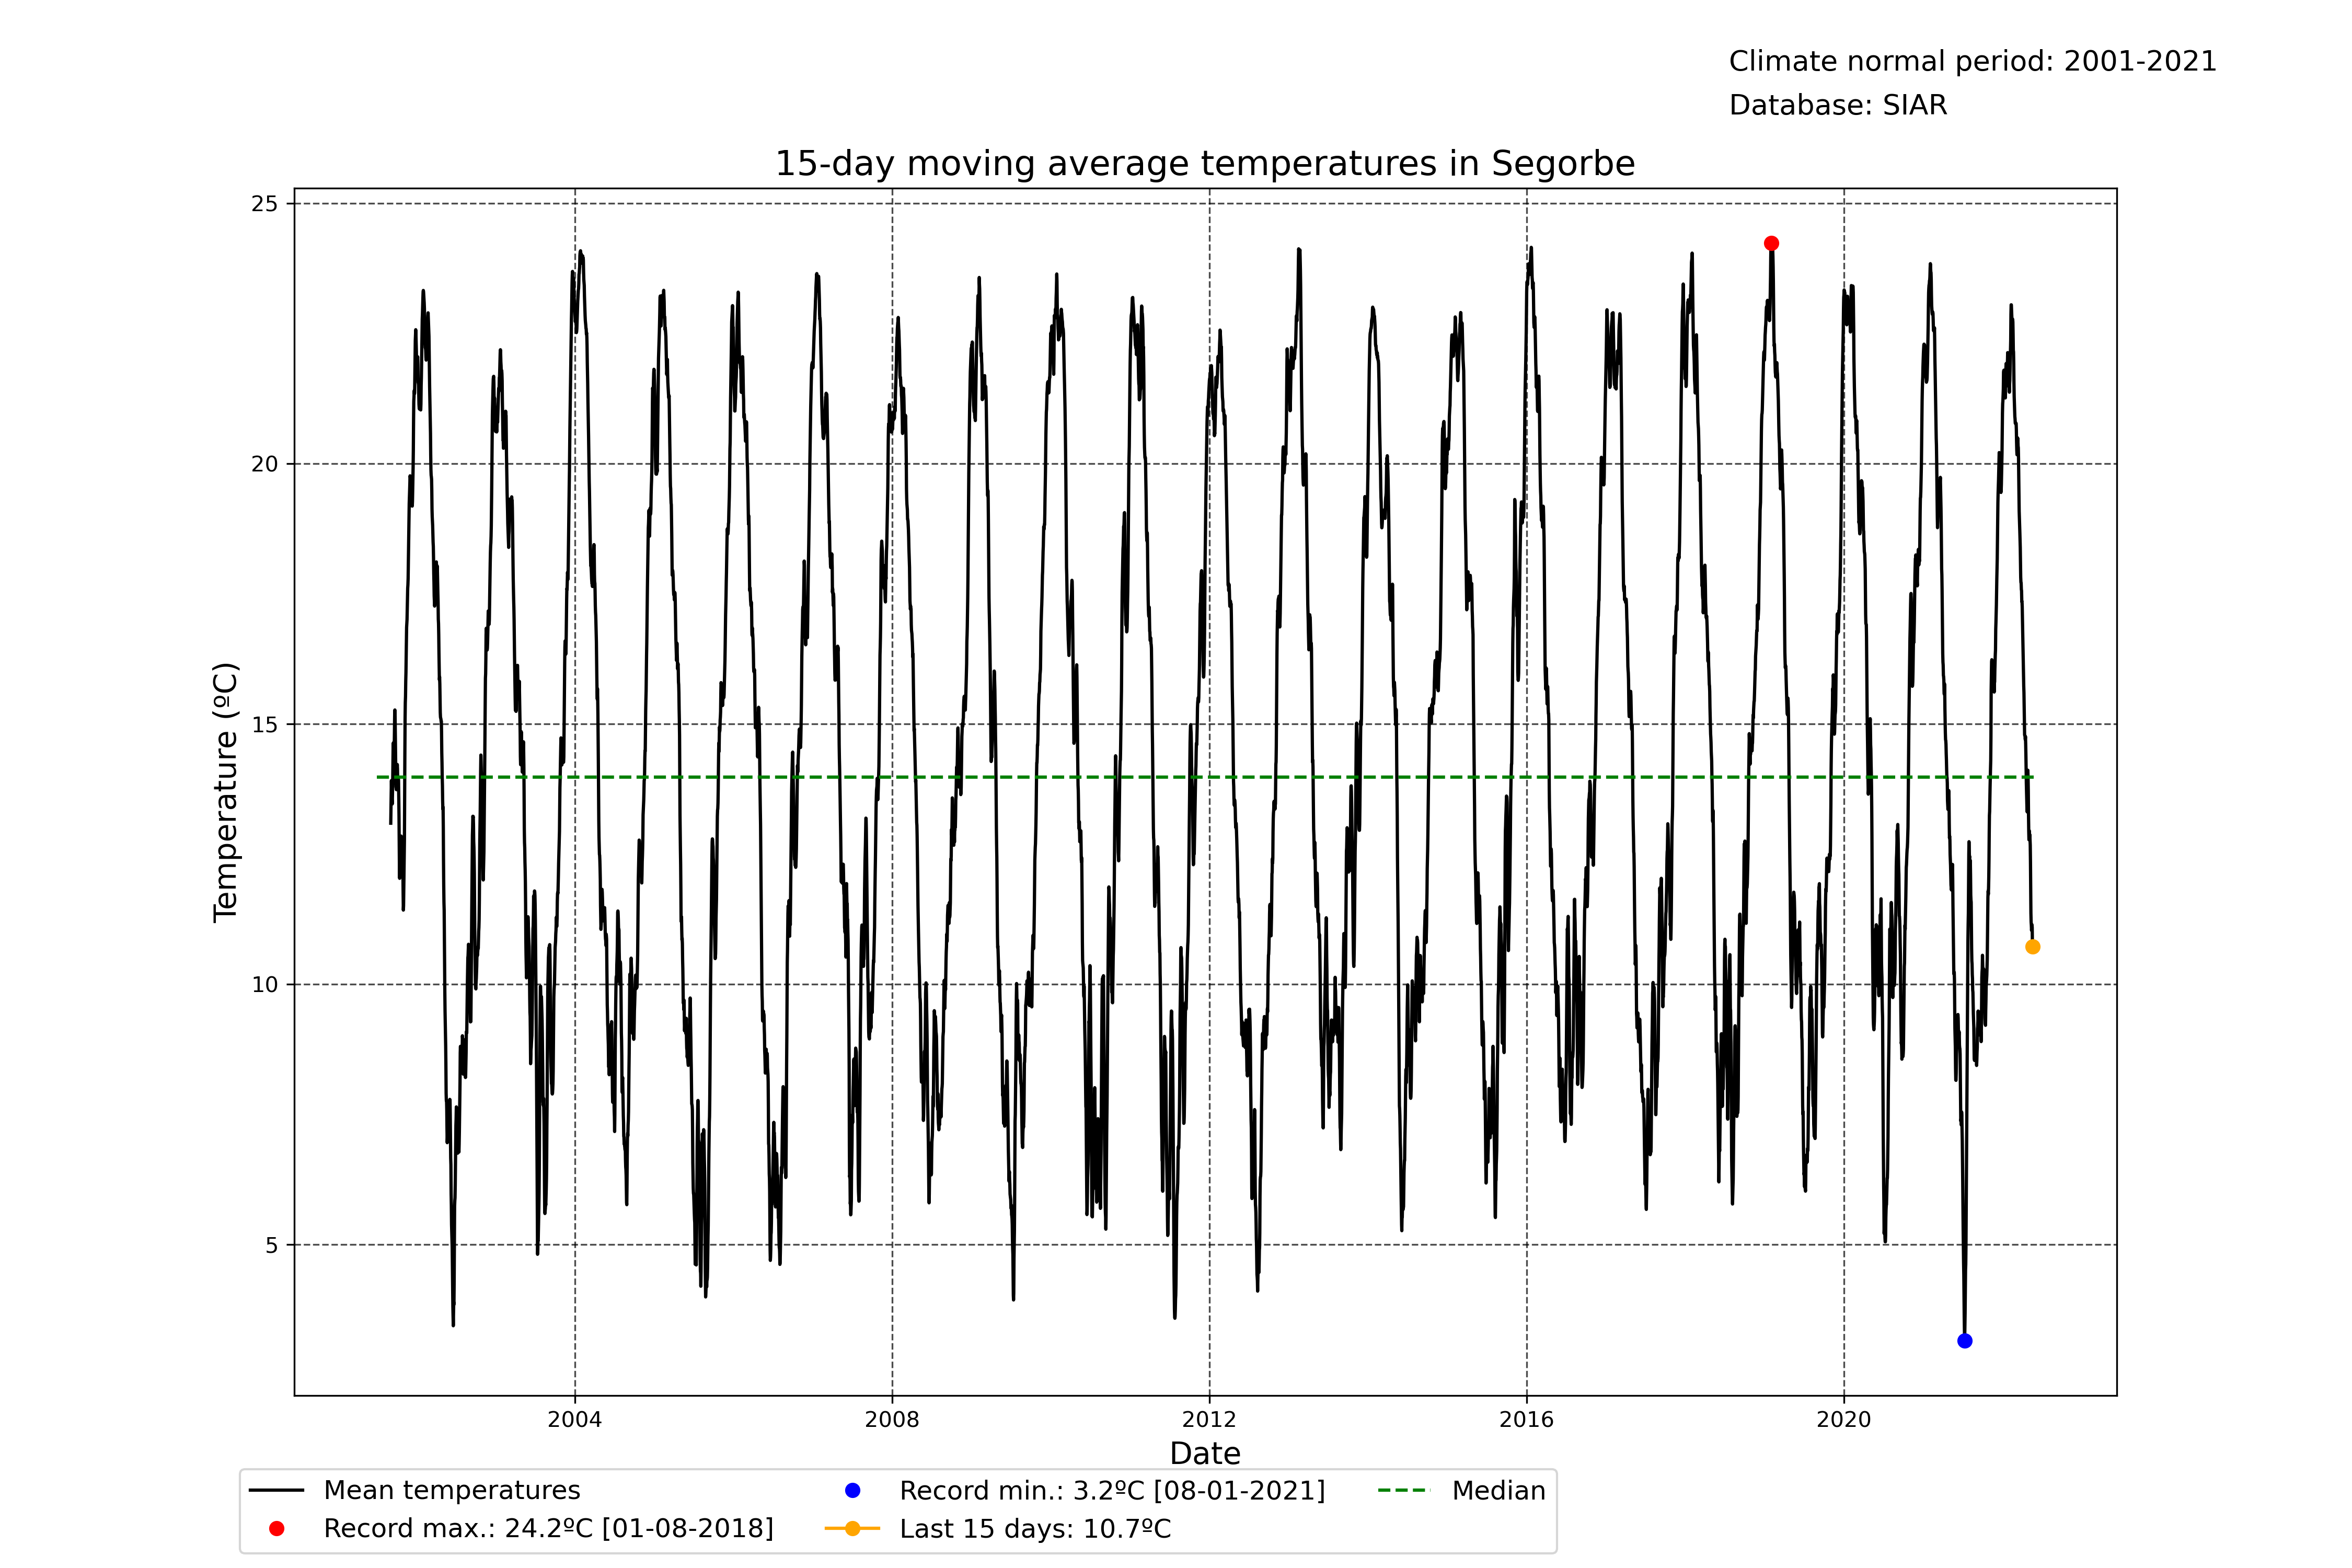 Climate normal period: 2001-2021
Database: SIAR
15-day moving average temperatures in Segorbe
25
20
15
10
5
Temperature (ºC)
2004
2008
2012
2016
2020
Date
Mean temperatures
Record max.: 24.2ºC [01-08-2018]
Record min.: 3.2ºC [08-01-2021]
Last 15 days: 10.7ºC
Median